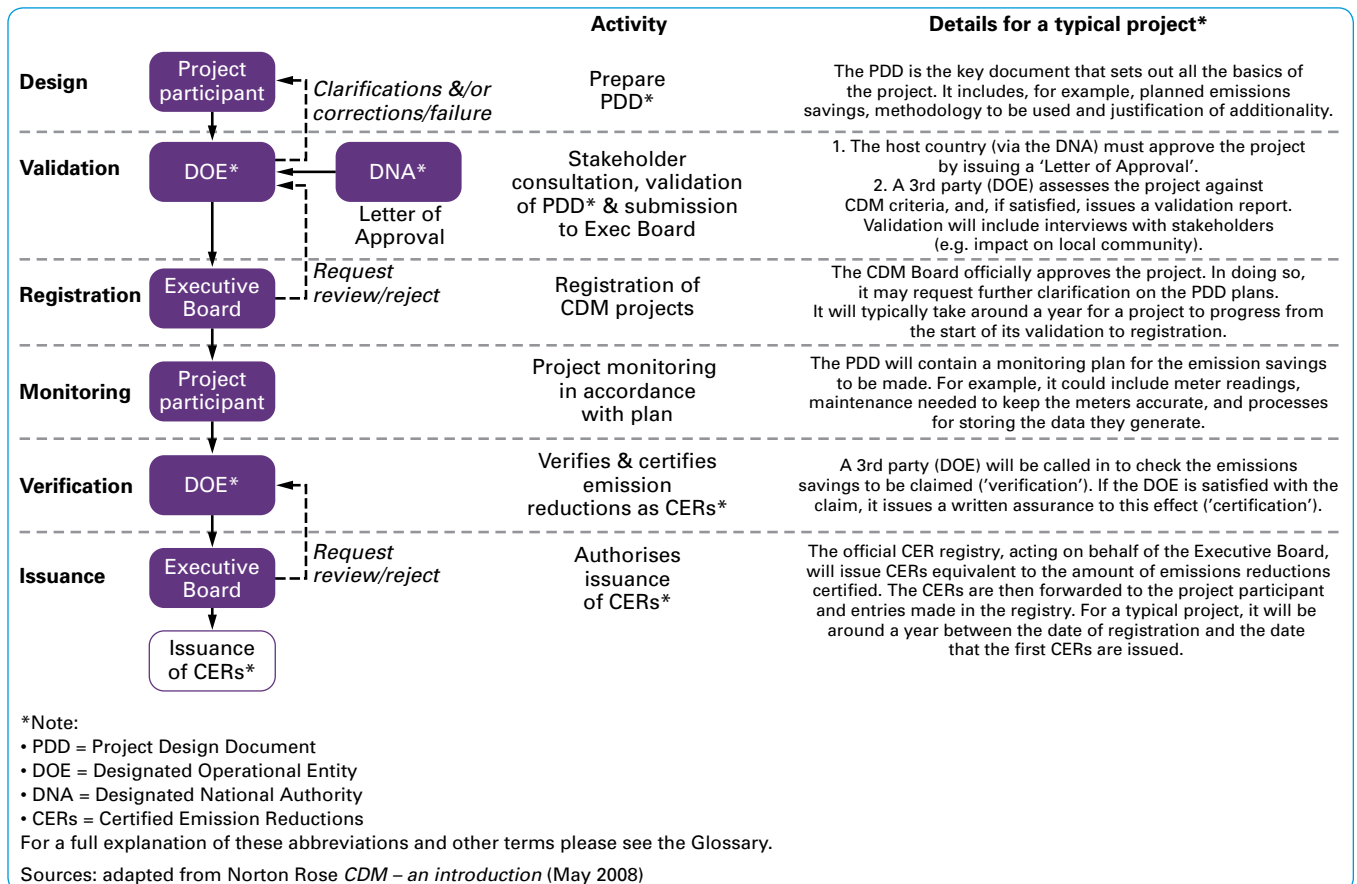 Activity
Details for a typical project*
Design
Project
participant
Clarifications &/or
corrections/failure
Prepare
PDD*
The PDD is the key document that sets out all the basics of
the project. It includes, for example, planned emissions
savings, methodology to be used and justification of additionality.
Validation
DOE*
DNA*
Letter of
Approval
Stakeholder
consultation, validation
of PDD* & submission
to Exec Board
1. The host country (via the DNA) must approve the project
by issuing a ‘Letter of Approval’.
2. A 3rd party (DOE) assesses the project against
CDM criteria, and, if satisfied, issues a validation report.
Validation will include interviews with stakeholders
(e.g. impact on local community).
Request
review/reject
Registration
Executive
Board
Registration of
CDM projects
The CDM Board officially approves the project. In doing so,
it may request further clarification on the PDD plans.
It will typically take around a year for a project to progress from
the start of its validation to registration.
Monitoring
Project
participant
Project monitoring
in accordance
with plan
The PDD will contain a monitoring plan for the emission savings
to be made. For example, it could include meter readings,
maintenance needed to keep the meters accurate, and processes
for storing the data they generate.
Verification
DOE*
Verifies & certifies
emission
reductions as CERs*
A 3rd party (DOE) will be called in to check the emissions
savings to be claimed (’verification’). If the DOE is satisfied with the
claim, it issues a written assurance to this effect (’certification’).
Issuance
Executive
Board
Request
review/reject
Authorises
issuance
of CERs*
The official CER registry, acting on behalf of the Executive Board,
will issue CERs equivalent to the amount of emissions reductions
certified. The CERs are then forwarded to the project participant
and entries made in the registry. For a typical project, it will be
around a year between the date of registration and the date
that the first CERs are issued.
Issuance
of CERs*
*Note:
• PDD = Project Design Document
• DOE = Designated Operational Entity
• DNA = Designated National Authority
• CERs = Certified Emission Reductions
For a full explanation of these abbreviations and other terms please see the Glossary.
Sources: adapted from Norton Rose CDM – an introduction (May 2008)